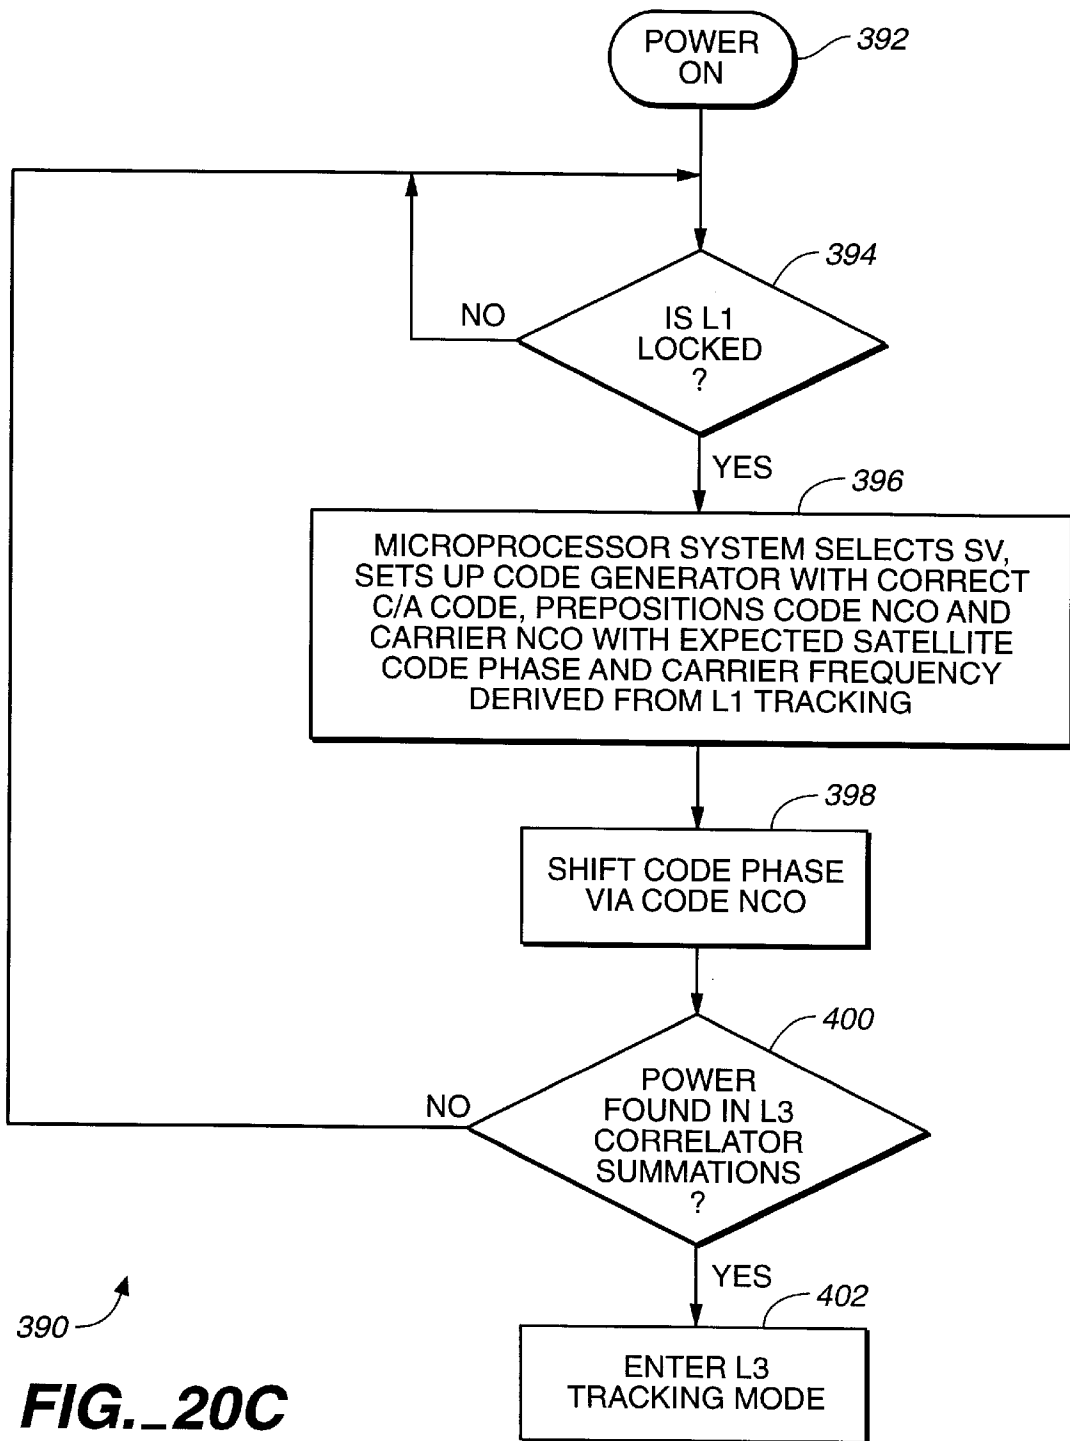 POWER
ON
392
394
IS L1
LOCKED
?
NO
YES
396
MICROPROCESSOR SYSTEM SELECTS SV,
SETS UP CODE GENERATOR WITH CORRECT
C/A CODE, PREPOSITIONS CODE NCO AND
CARRIER NCO WITH EXPECTED SATELLITE
CODE PHASE AND CARRIER FREQUENCY
DERIVED FROM L1 TRACKING
398
SHIFT CODE PHASE
VIA CODE NCO
400
POWER
FOUND IN L3
CORRELATOR
SUMMATIONS
?
NO
YES
402
ENTER L3
TRACKING MODE
390
FIG._20C